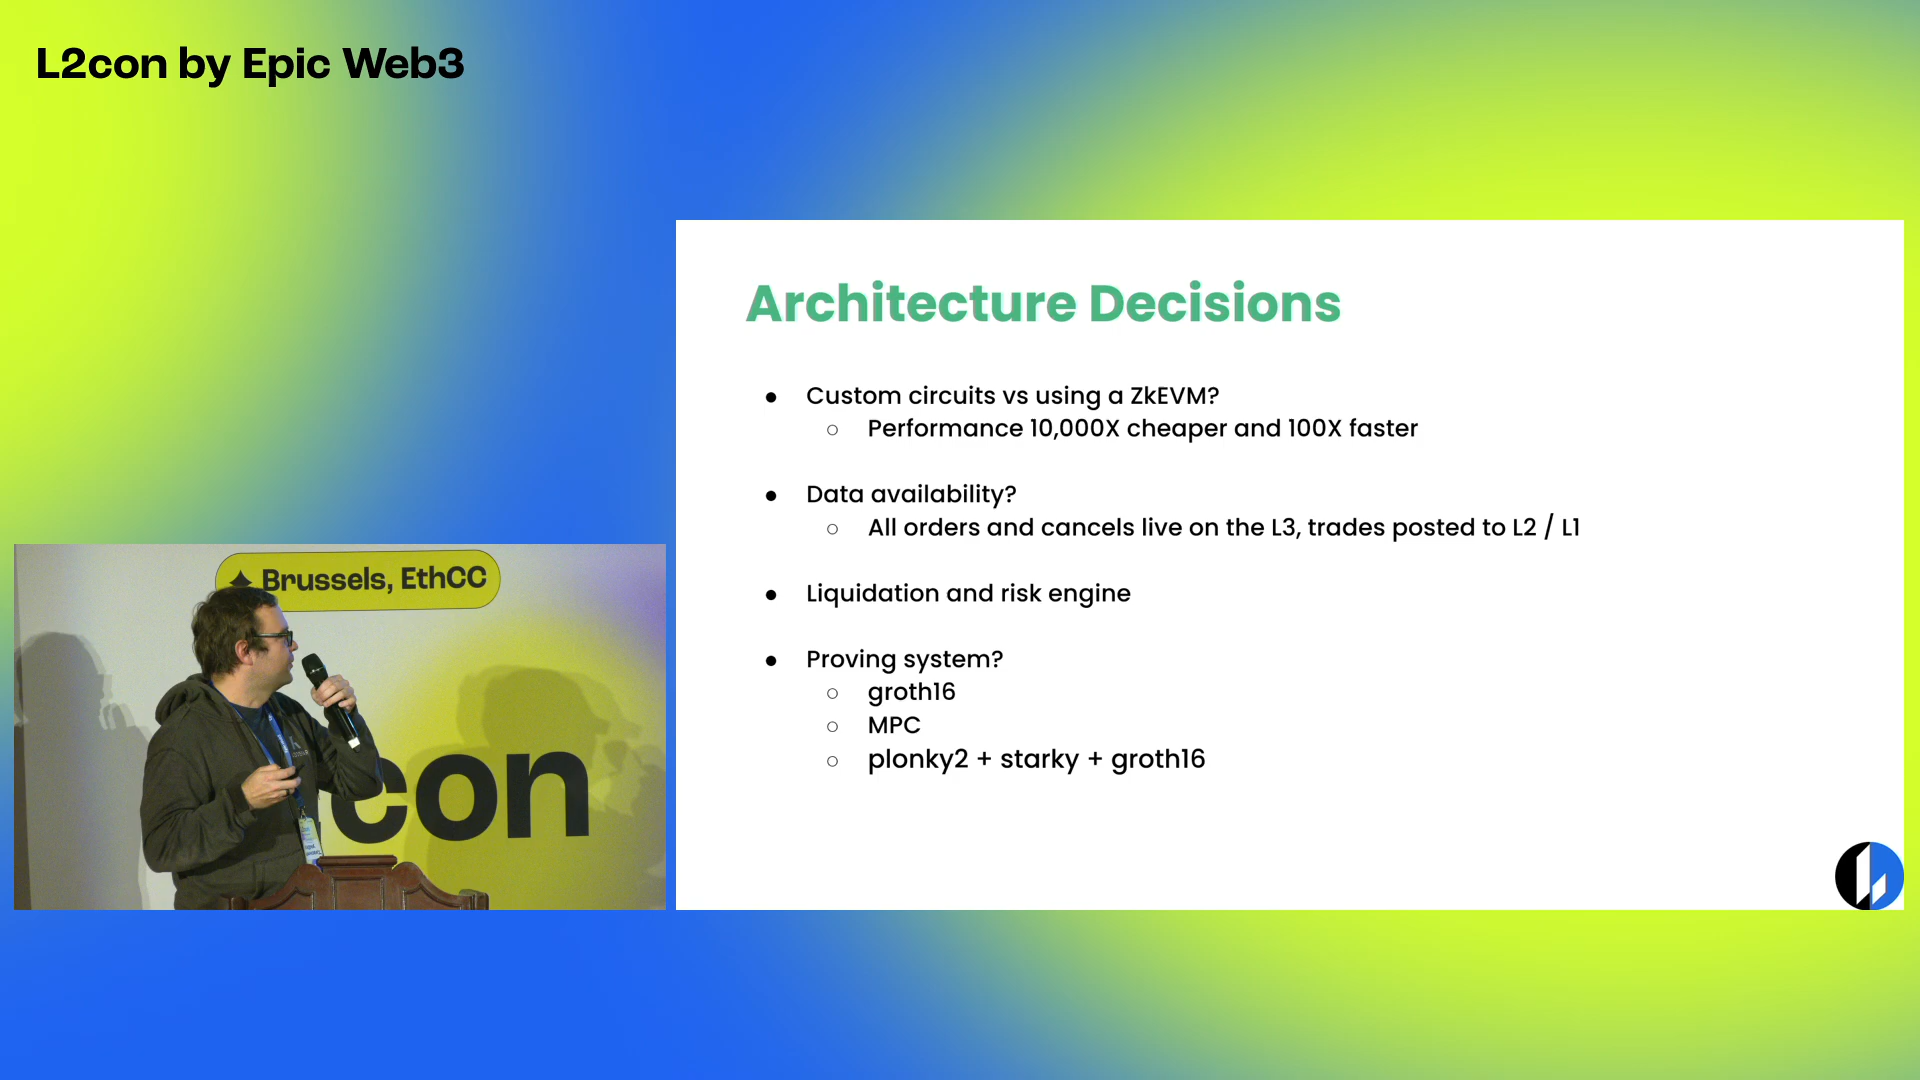 L2con by Epic Web3
Architecture Decisions
Custom circuits vs using a ZkEVM?
Performance 10,000X cheaper and 100X faster
Data availability?
All orders and cancels live on the L3, trades posted to L2 / L1
Liquidation and risk engine
Proving system?
groth16
MPC
plonky2 + starky + groth16
Brussels, EthCC
con